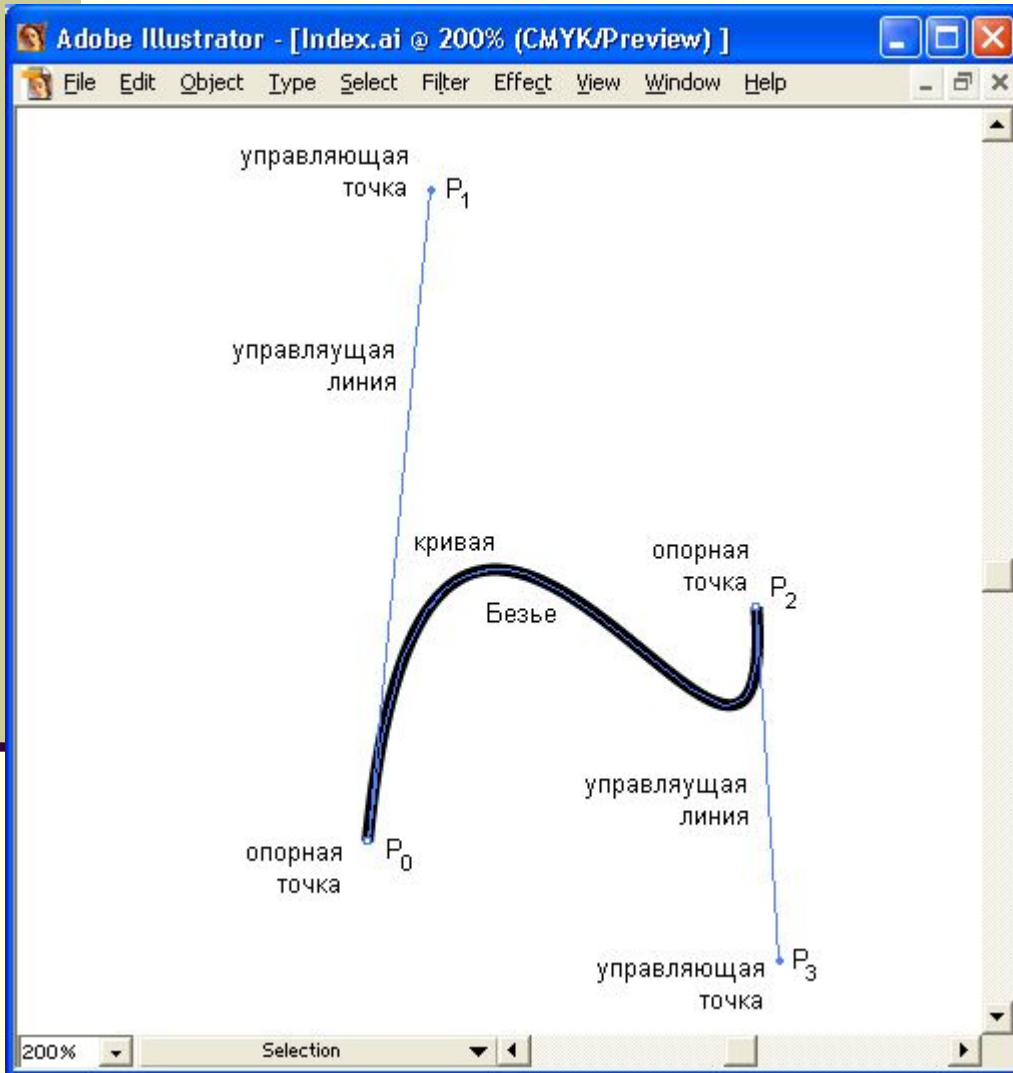 Adobe Illustrator - [Index.ai @ 200% (CMYK/Preview) ]
File Edit Object Type Select Filter Effect View Window Help
управляющая
точка P1
управляущая
линия
кривая
Безье
опорная
точка P2
управляущая
линия
опорная P0
точка
управляющая P3
точка
200% Selection